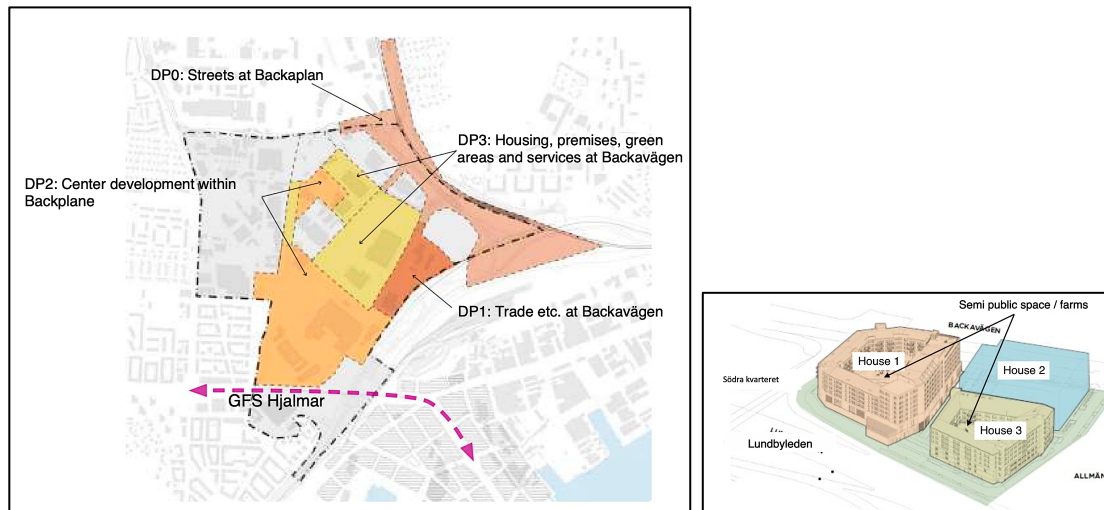 DP0: Streets at Backaplan
DP3: Housing, premises, green
areas and services at Backavägen
DP2: Center development within
Backplane
DP1: Trade etc. at Backavägen
GFS Hjalmar
Semi public space / farms
BACKAVÄGEN
House 1
House 2
Södra kvarteret
House 3
Lundbyleden
ALLMÄN